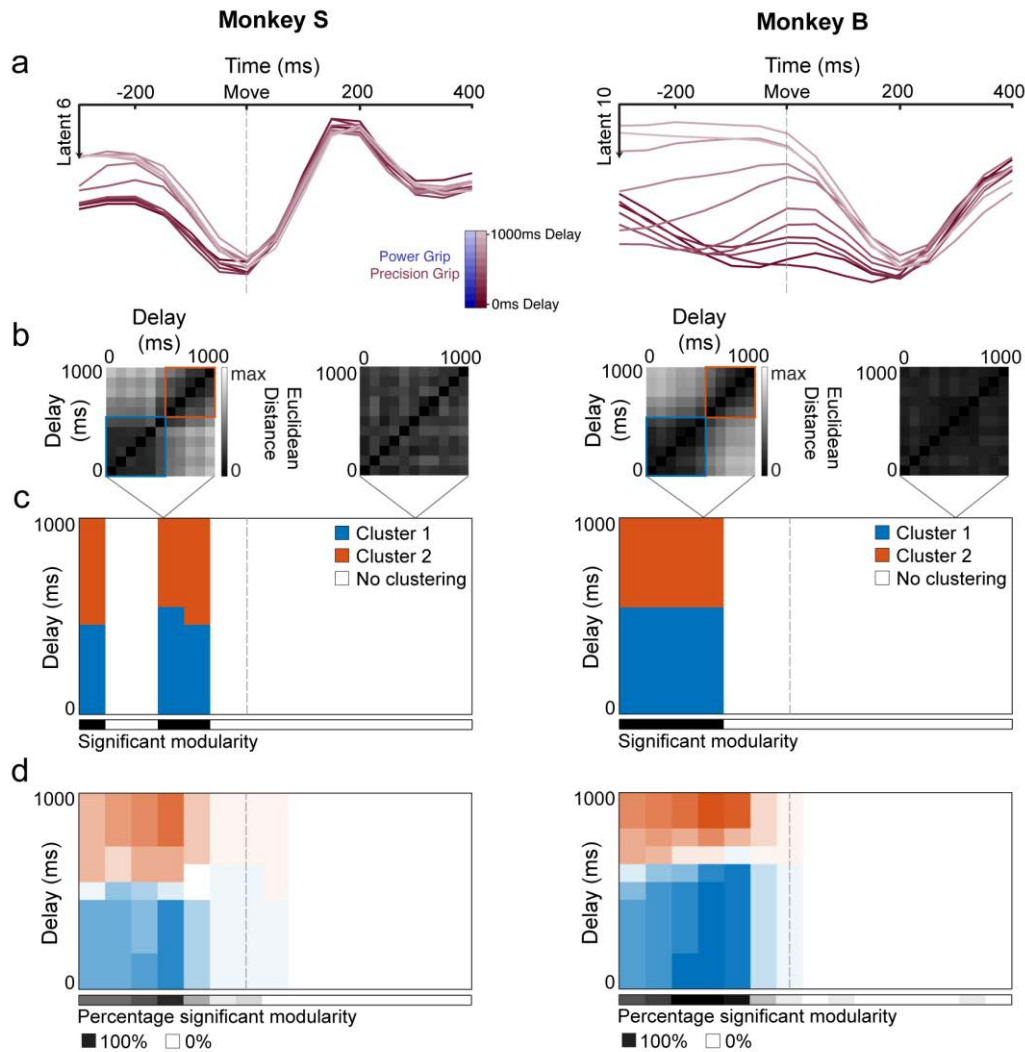 Monkey S
Monkey B
a
Time (ms)
-200 Move 200 400
Latent 6
Power Grip
Precision Grip
1000ms Delay
0ms Delay
Time (ms)
-200 Move 200 400
Latent 10
b
Delay
(ms)
0 1000
1000
0
Delay
(ms)
max
0
Euclidean
Distance
0 1000
1000
0
Delay
(ms)
0 1000
1000
0
Delay
(ms)
max
0
Euclidean
Distance
0 1000
1000
0
c
1000
0
Delay (ms)
Cluster 1
Cluster 2
No clustering
Significant modularity
1000
0
Delay (ms)
Cluster 1
Cluster 2
No clustering
Significant modularity
d
1000
0
Delay (ms)
Percentage significant modularity
100% 0%
1000
0
Delay (ms)
Percentage significant modularity
100% 0%